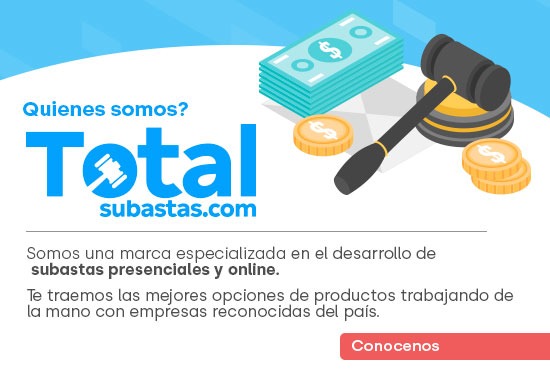 Quienes somos?
Total
subastas.com
Somos una marca especializada en el desarrollo de
subastas presenciales y online.
Te traemos las mejores opciones de productos trabajando de
la mano con empresas reconocidas del país.
Conocenos